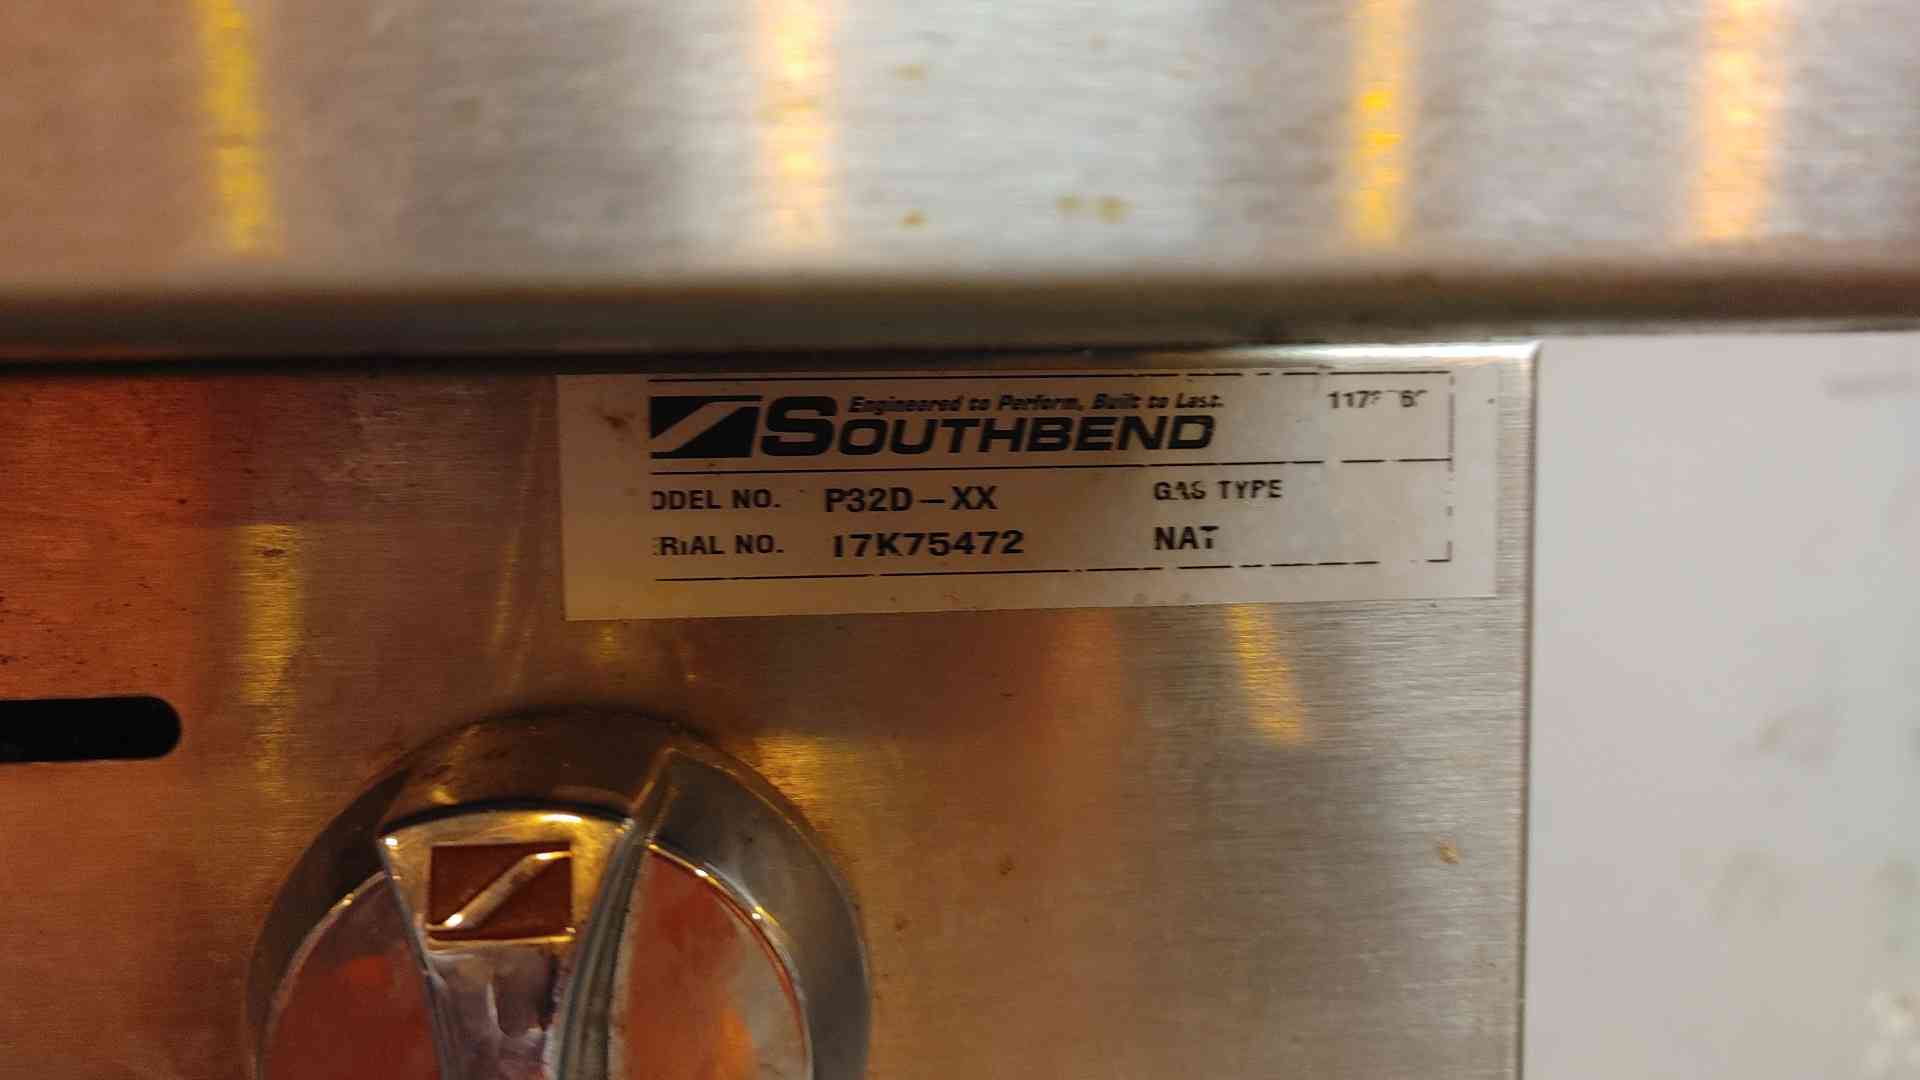 Engineered to Perform, Built to Last.
SOUTHBEND
ODEL NO. P32D-XX
GAS TYPE
ERIAL NO. 17K75472
NAT